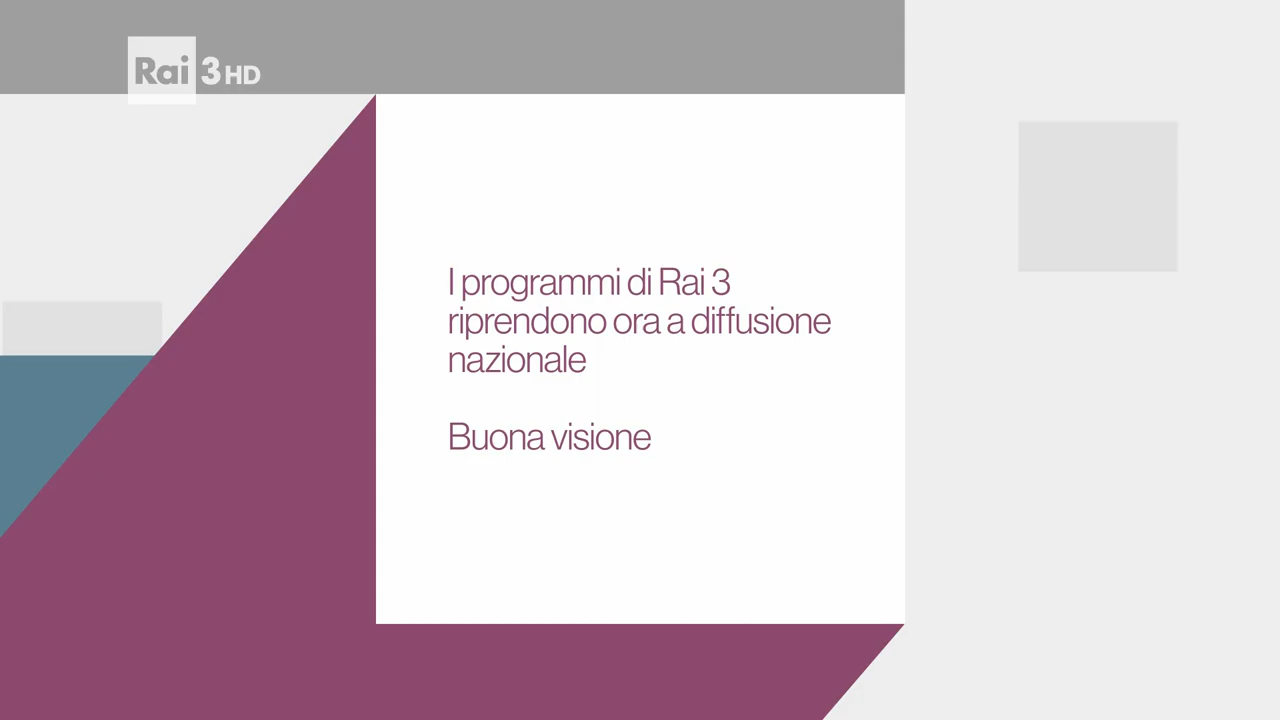 Rai 3 HD
I programmi di Rai 3
riprendono ora a diffusione
nazionale
Buona visione